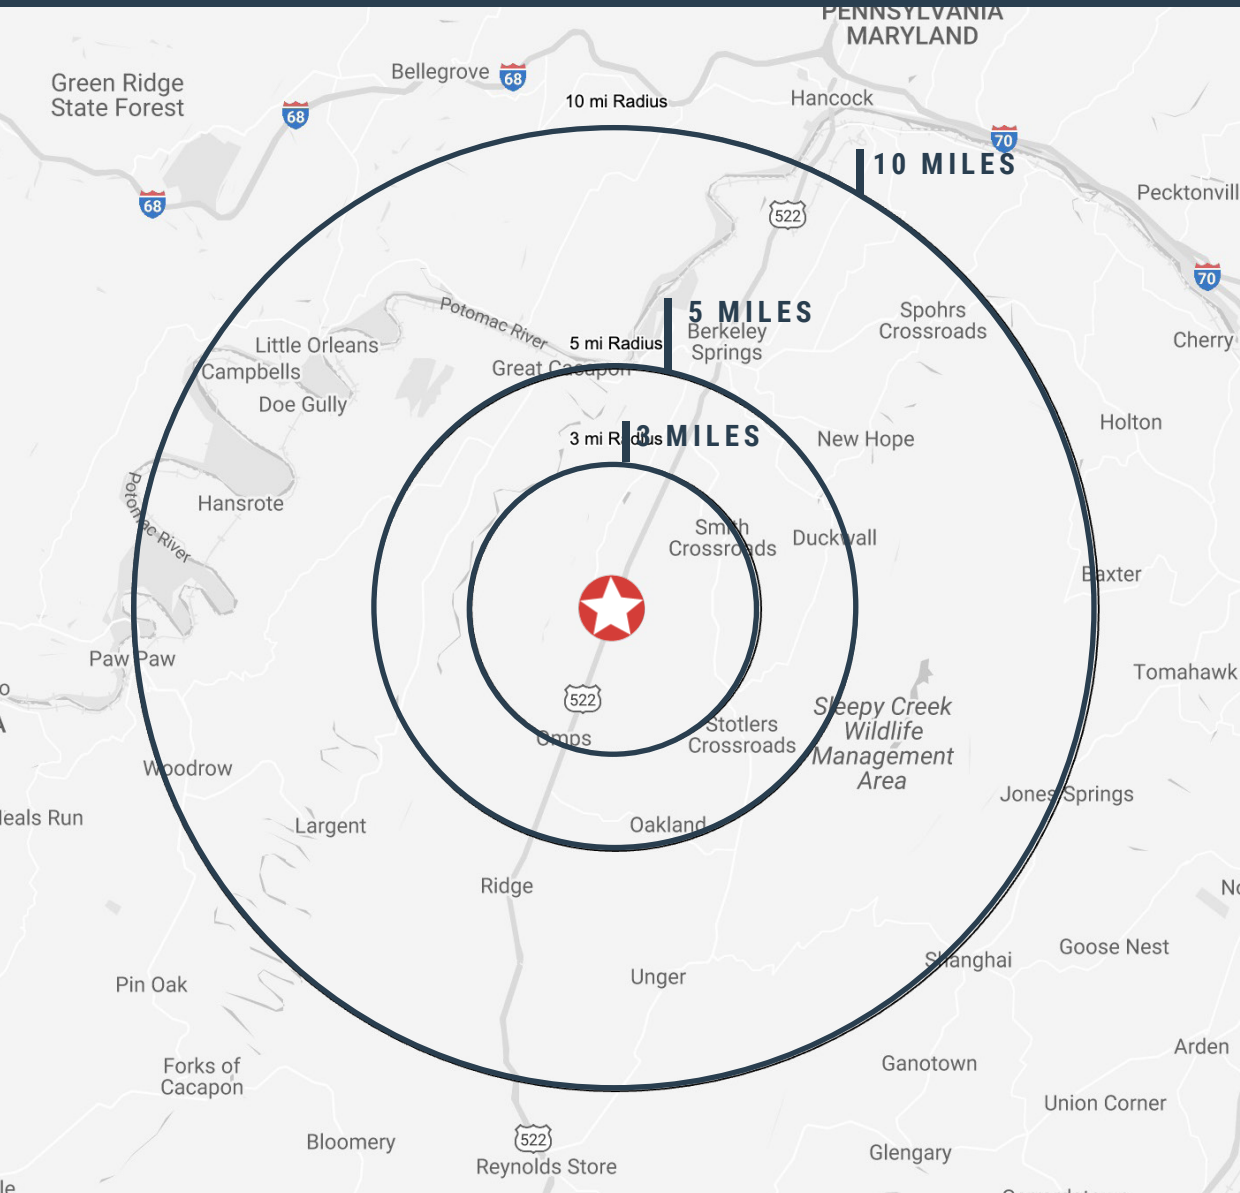 PENNSYLVANIA
MARYLAND
Green Ridge
State Forest
Bellegrove
68
68
10 mi Radius
Hancock
70
10 MILES
68
Pecktonvill
522
70
Potomac River
5 MILES
Spohrs
Crossroads
Little Orleans
5 mi Radius
Berkeley
Springs
Cherry
Campbells
Great Cacapon
Doe Gully
Holton
3 mi Radius
3 MILES
New Hope
Hansrote
Potomac River
Smith
Crossroads
Duckwall
Baxter
Paw Paw
Tomahawk
o
A
522
Sleepy Creek
Wildlife
Management
Area
Omps
Stotlers
Crossroads
Woodrow
Jones Springs
leals Run
Largent
Oakland
Ridge
No
Goose Nest
Shanghai
Unger
Pin Oak
Arden
Forks of
Cacapon
Ganotown
Union Corner
522
Bloomery
Glengary
Reynolds Store
le